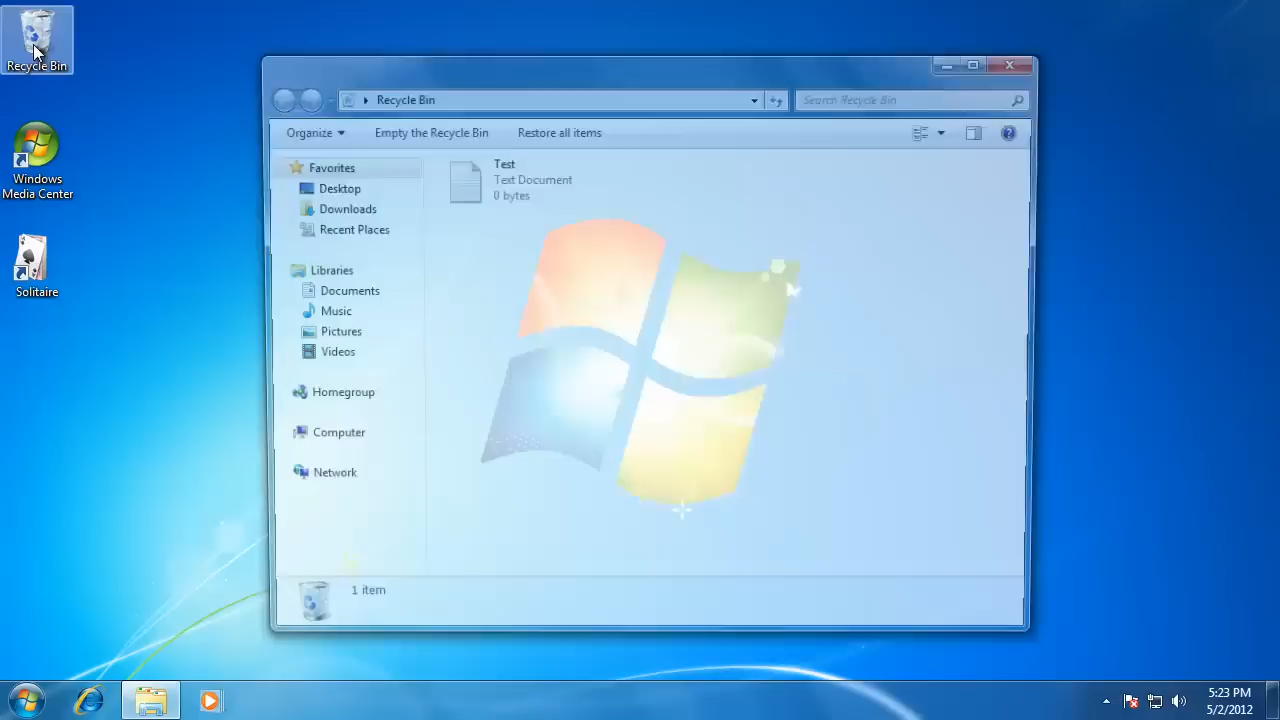 Recycle Bin
Windows
Media Center
Solitaire
Recycle Bin
Search Recycle Bin
Organize
Empty the Recycle Bin
Restore all items
Favorites
Desktop
Downloads
Recent Places
Libraries
Documents
Music
Pictures
Videos
Homegroup
Computer
Network
Test
Text Document
0 bytes
1 item
5:23 PM
5/2/2012